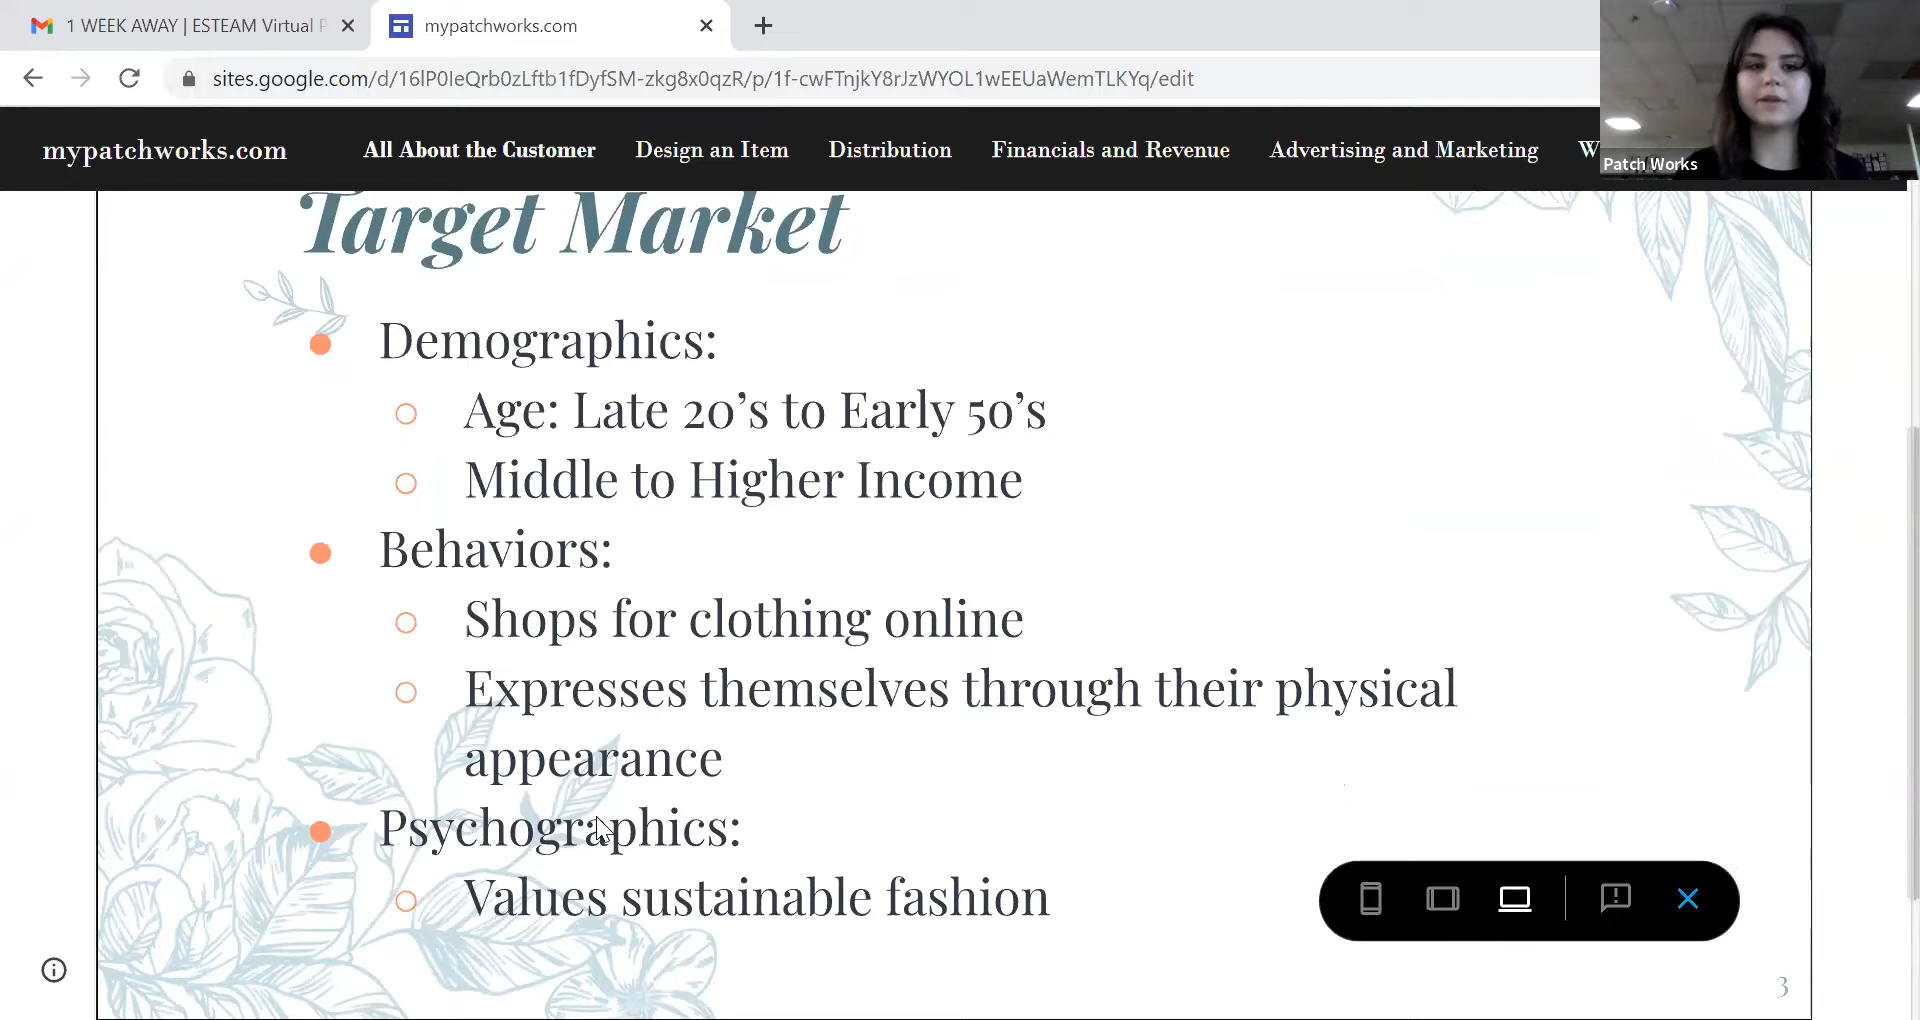 1 WEEK AWAY | ESTEAM Virtual P
mypatchworks.com
sites.google.com/d/16lP0IeQrb0zLftb1fDyfSM-zkg8x0qzR/p/1f-cwFTnjkY8rJzWYOL1wEEUaWemTLKYq/edit
mypatchworks.com All About the Customer Design an Item Distribution Financials and Revenue Advertising and Marketing W
Patch Works
Target Market
Demographics:
Age: Late 20's to Early 50's
Middle to Higher Income
Behaviors:
Shops for clothing online
Expresses themselves through their physical
appearance
Psychographics:
Values sustainable fashion
3